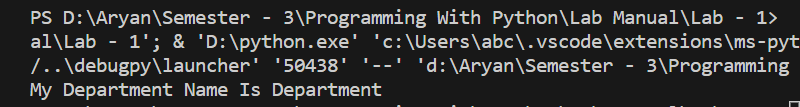 PS D:\Aryan\Semester - 3\Programming With Python\Lab Manual\Lab - 1>
al\Lab - 1'; & 'D:\python.exe' 'c:\Users\abc\.vscode\extensions\ms-pyt
/..\debugpy\launcher' '50438' '--' 'd:\Aryan\Semester - 3\Programming
My Department Name Is Department